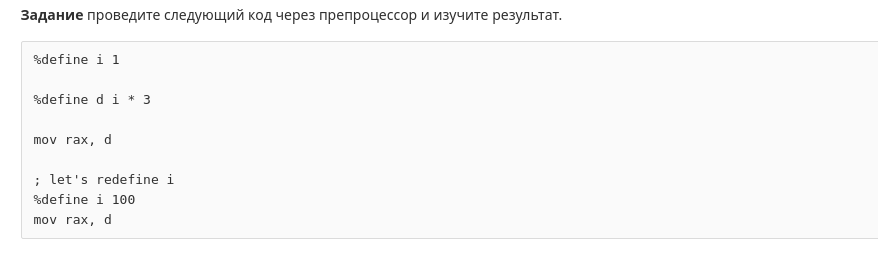 Задание проведите следующий код через препроцессор и изучите результат.
%define i 1
%define d i * 3
mov rax, d
; let's redefine i
%define i 100
mov rax, d